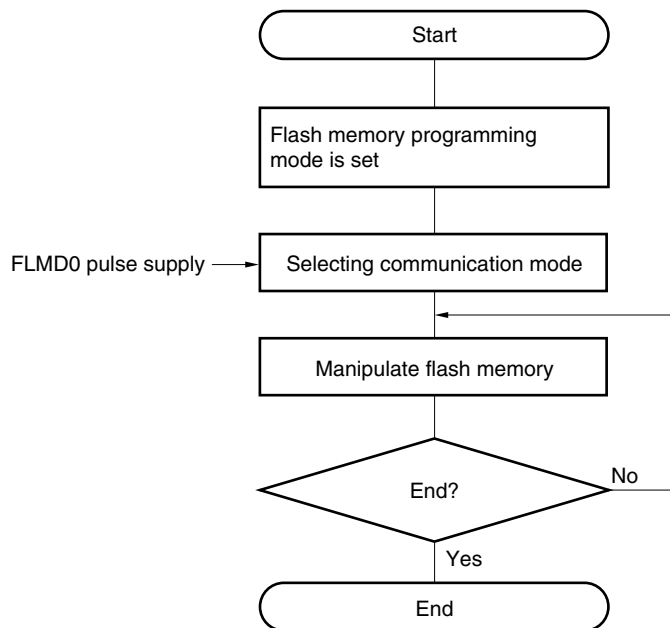 Start
Flash memory programming
mode is set
FLMD0 pulse supply
Selecting communication mode
Manipulate flash memory
End?
No
Yes
End